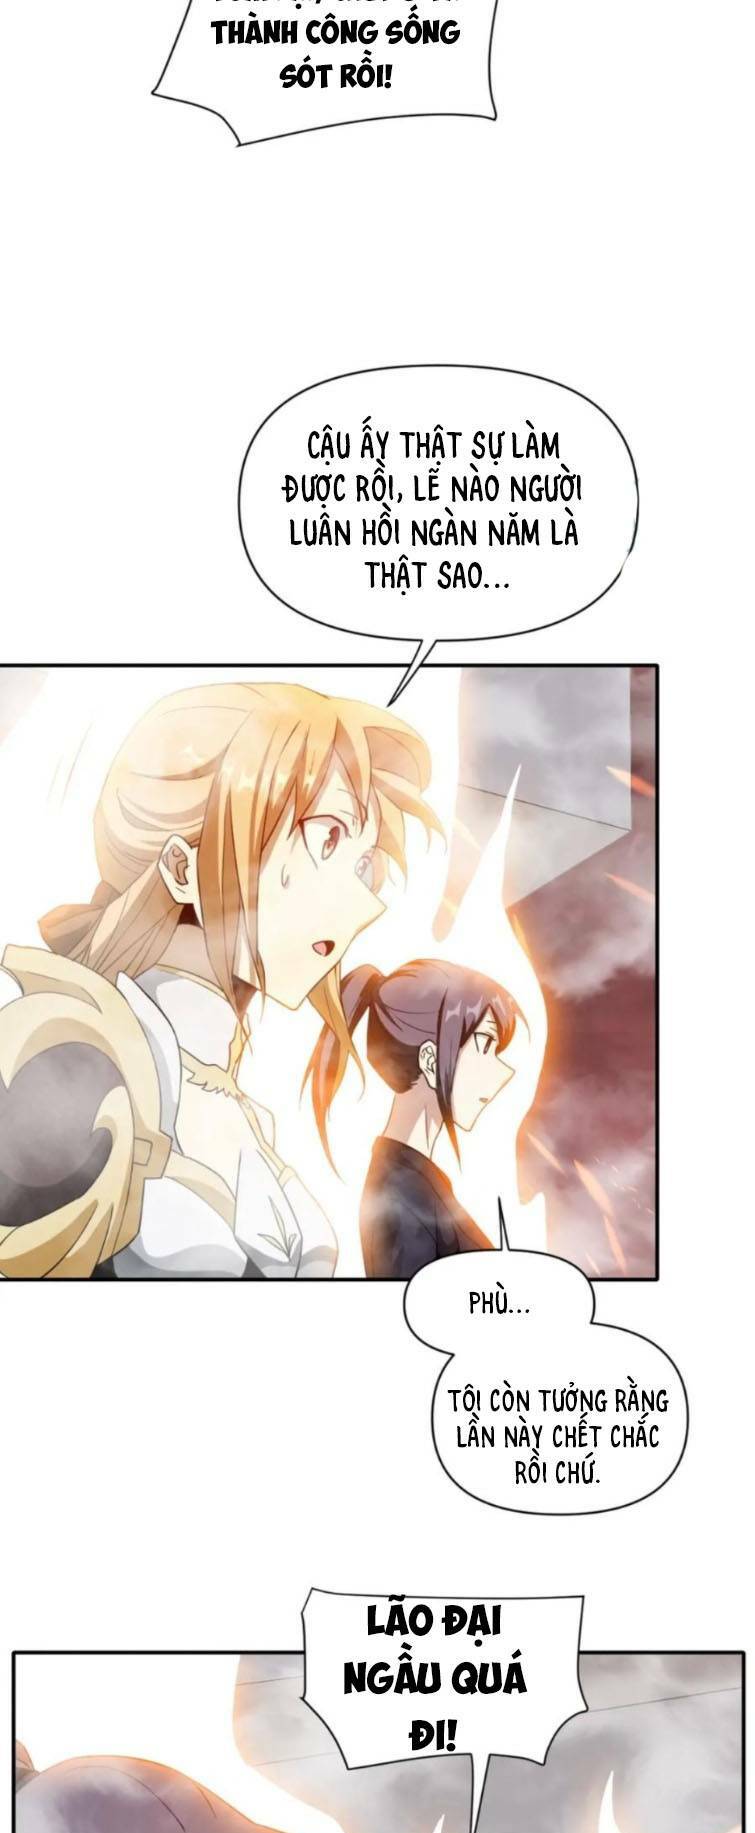 THÀNH CÔNG SỐNG
SÓT RỒI!
CẬU ẤY THẬT SỰ LÀM
ĐƯỢC RỒI, LẼ NÀO NGƯỜI
LUÂN HỒI NGÀN NĂM LÀ
THẬT SAO...
PHÙ...
TÔI CÒN TƯỞNG RẰNG
LẦN NÀY CHẾT CHẮC
RỒI CHỨ.
LÃO ĐẠI
NGẦU QUÁ
ĐI!